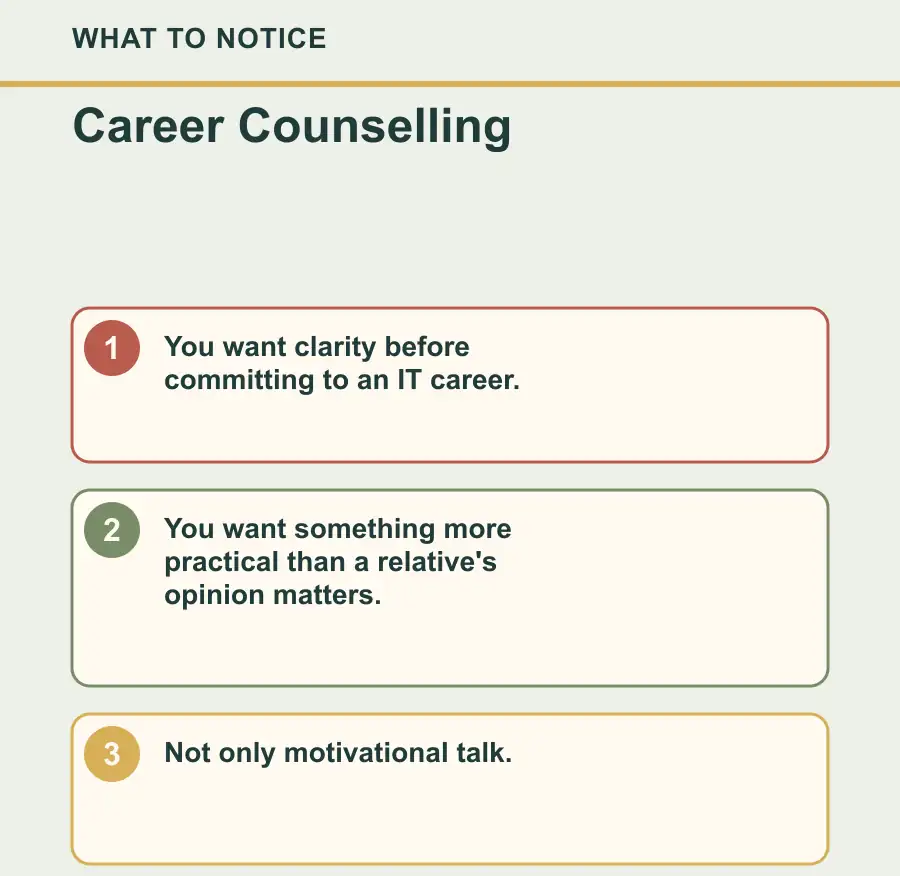 WHAT TO NOTICE
Career Counselling
1
You want clarity before
committing to an IT career.
2
You want something more
practical than a relative's
opinion matters.
3
Not only motivational talk.